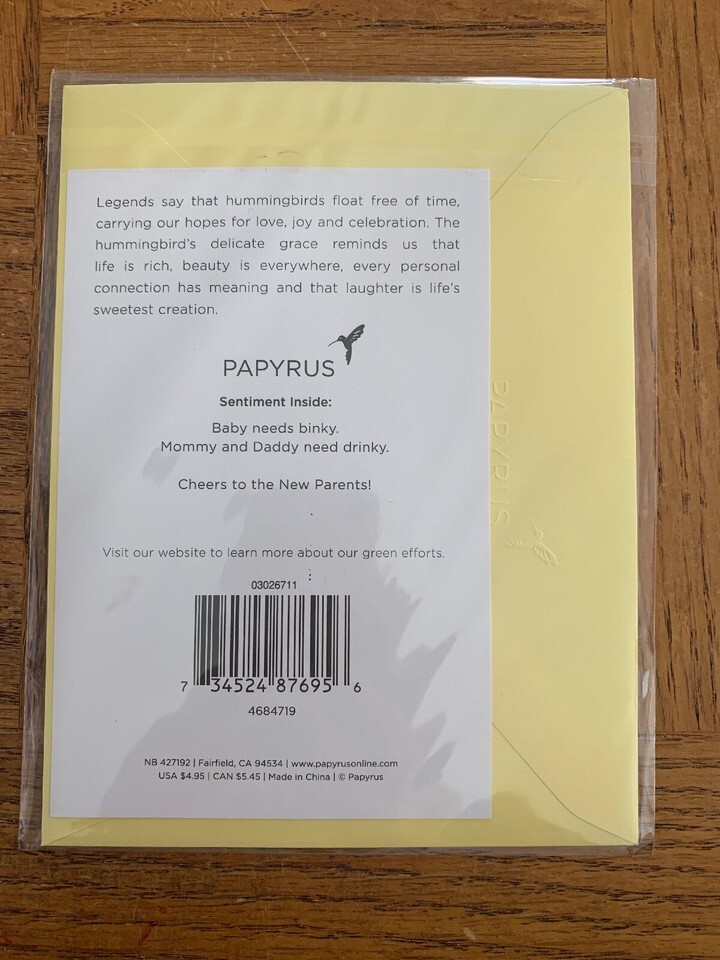 Legends say that hummingbirds float free of time,
carrying our hopes for love, joy and celebration. The
hummingbird's delicate grace reminds us that
life is rich, beauty is everywhere, every personal
connection has meaning and that laughter is life's
sweetest creation.
PAPYRUS
Sentiment Inside:
Baby needs binky.
Mommy and Daddy need drinky.
Cheers to the New Parents!
Visit our website to learn more about our green efforts.
03026711
7 34524 87695 6
4684719
NB 427192 | Fairfield, CA 94534 | www.papyrusonline.com
USA $4.95 | CAN $5.45 | Made in China | © Papyrus
PAPYRUS